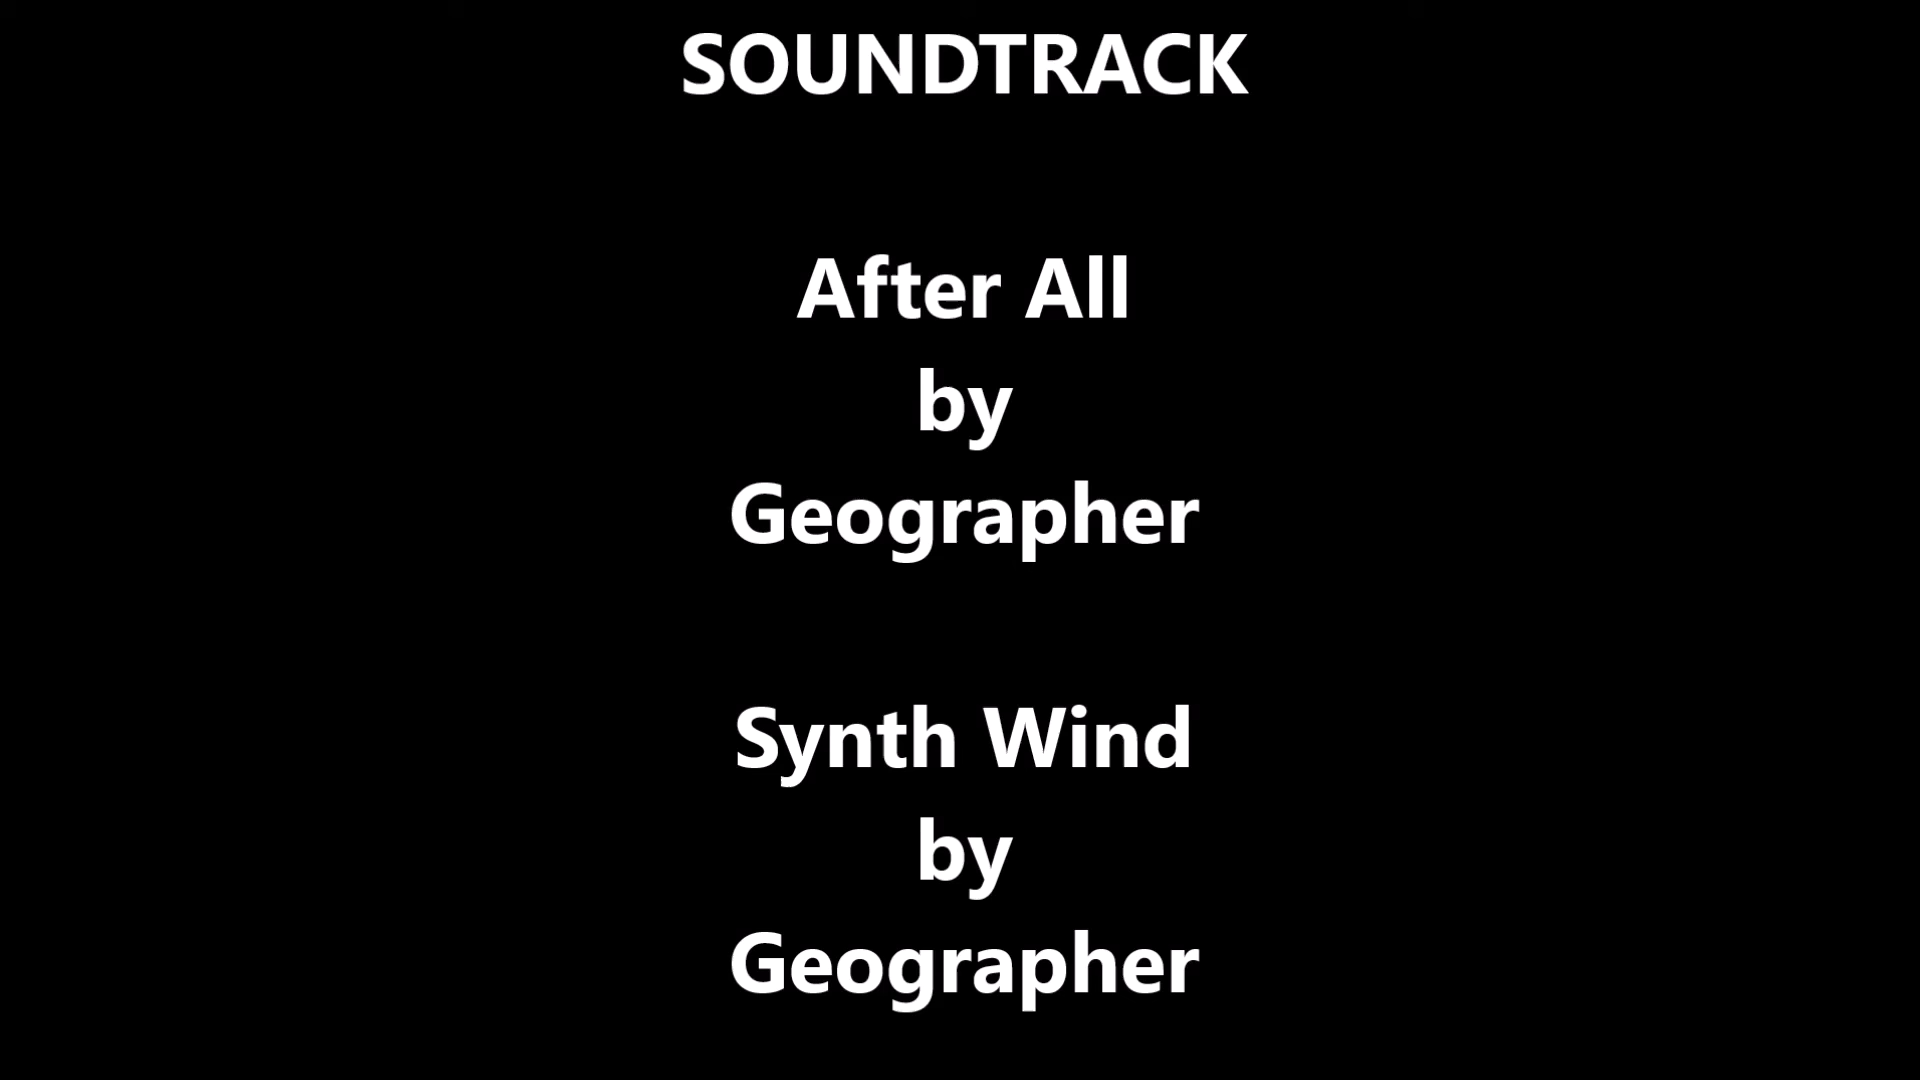 SOUNDTRACK
After All
by
Geographer
Synth Wind
by
Geographer